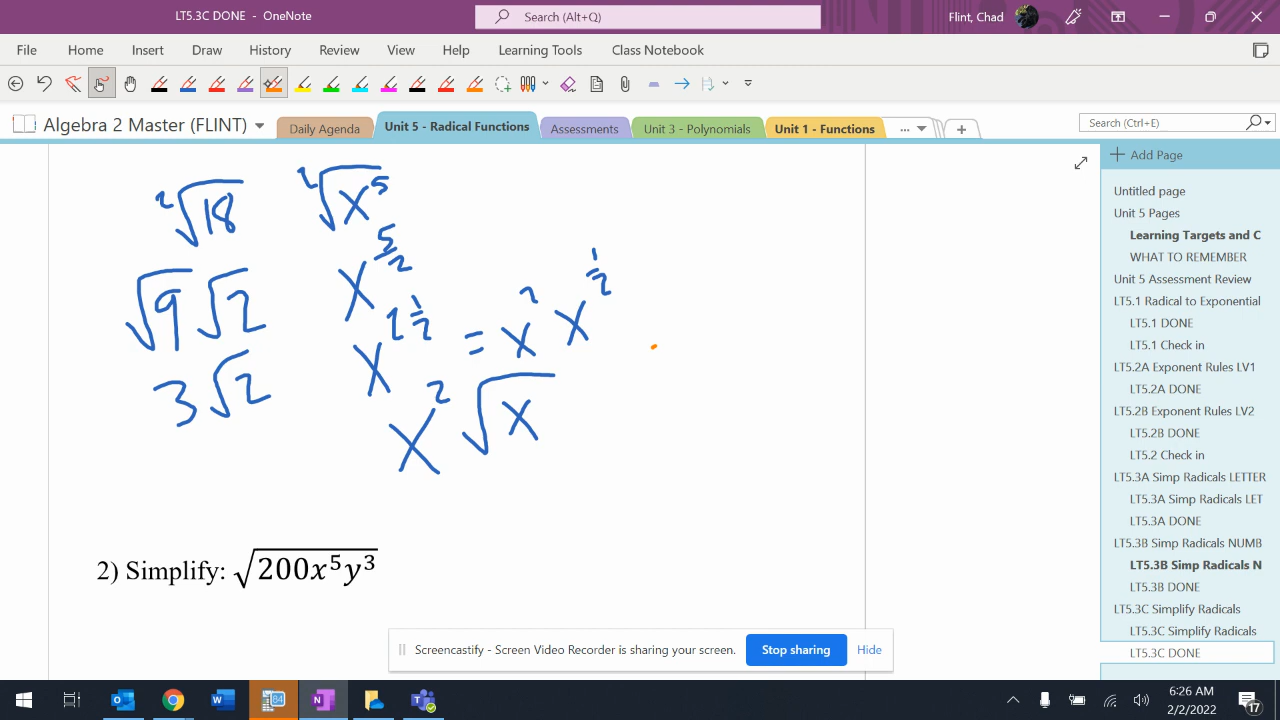 LT5.3C DONE - OneNote
Search (Alt+Q)
Flint, Chad
File Home Insert Draw History Review View Help Learning Tools Class Notebook
Algebra 2 Master (FLINT)
Daily Agenda
Unit 5 - Radical Functions
Assessments
Unit 3 - Polynomials
Unit 1 - Functions
...
Search (Ctrl+E)
²√18 ²√x⁵
x^(5/2)
√9 √2
x^(2 1/2) = x² x^(1/2)
3√2
x² √x
2) Simplify: √200x⁵y³
Add Page
Untitled page
Unit 5 Pages
Learning Targets and C
WHAT TO REMEMBER
Unit 5 Assessment Review
LT5.1 Radical to Exponential
LT5.1 DONE
LT5.1 Check in
LT5.2A Exponent Rules LV1
LT5.2A DONE
LT5.2B Exponent Rules LV2
LT5.2B DONE
LT5.2 Check in
LT5.3A Simp Radicals LETTER
LT5.3A Simp Radicals LET
LT5.3A DONE
LT5.3B Simp Radicals NUMB
LT5.3B Simp Radicals N
LT5.3B DONE
LT5.3C Simplify Radicals
LT5.3C Simplify Radicals
LT5.3C DONE
Screencastify - Screen Video Recorder is sharing your screen.
Stop sharing
Hide
6:26 AM
2/2/2022
17